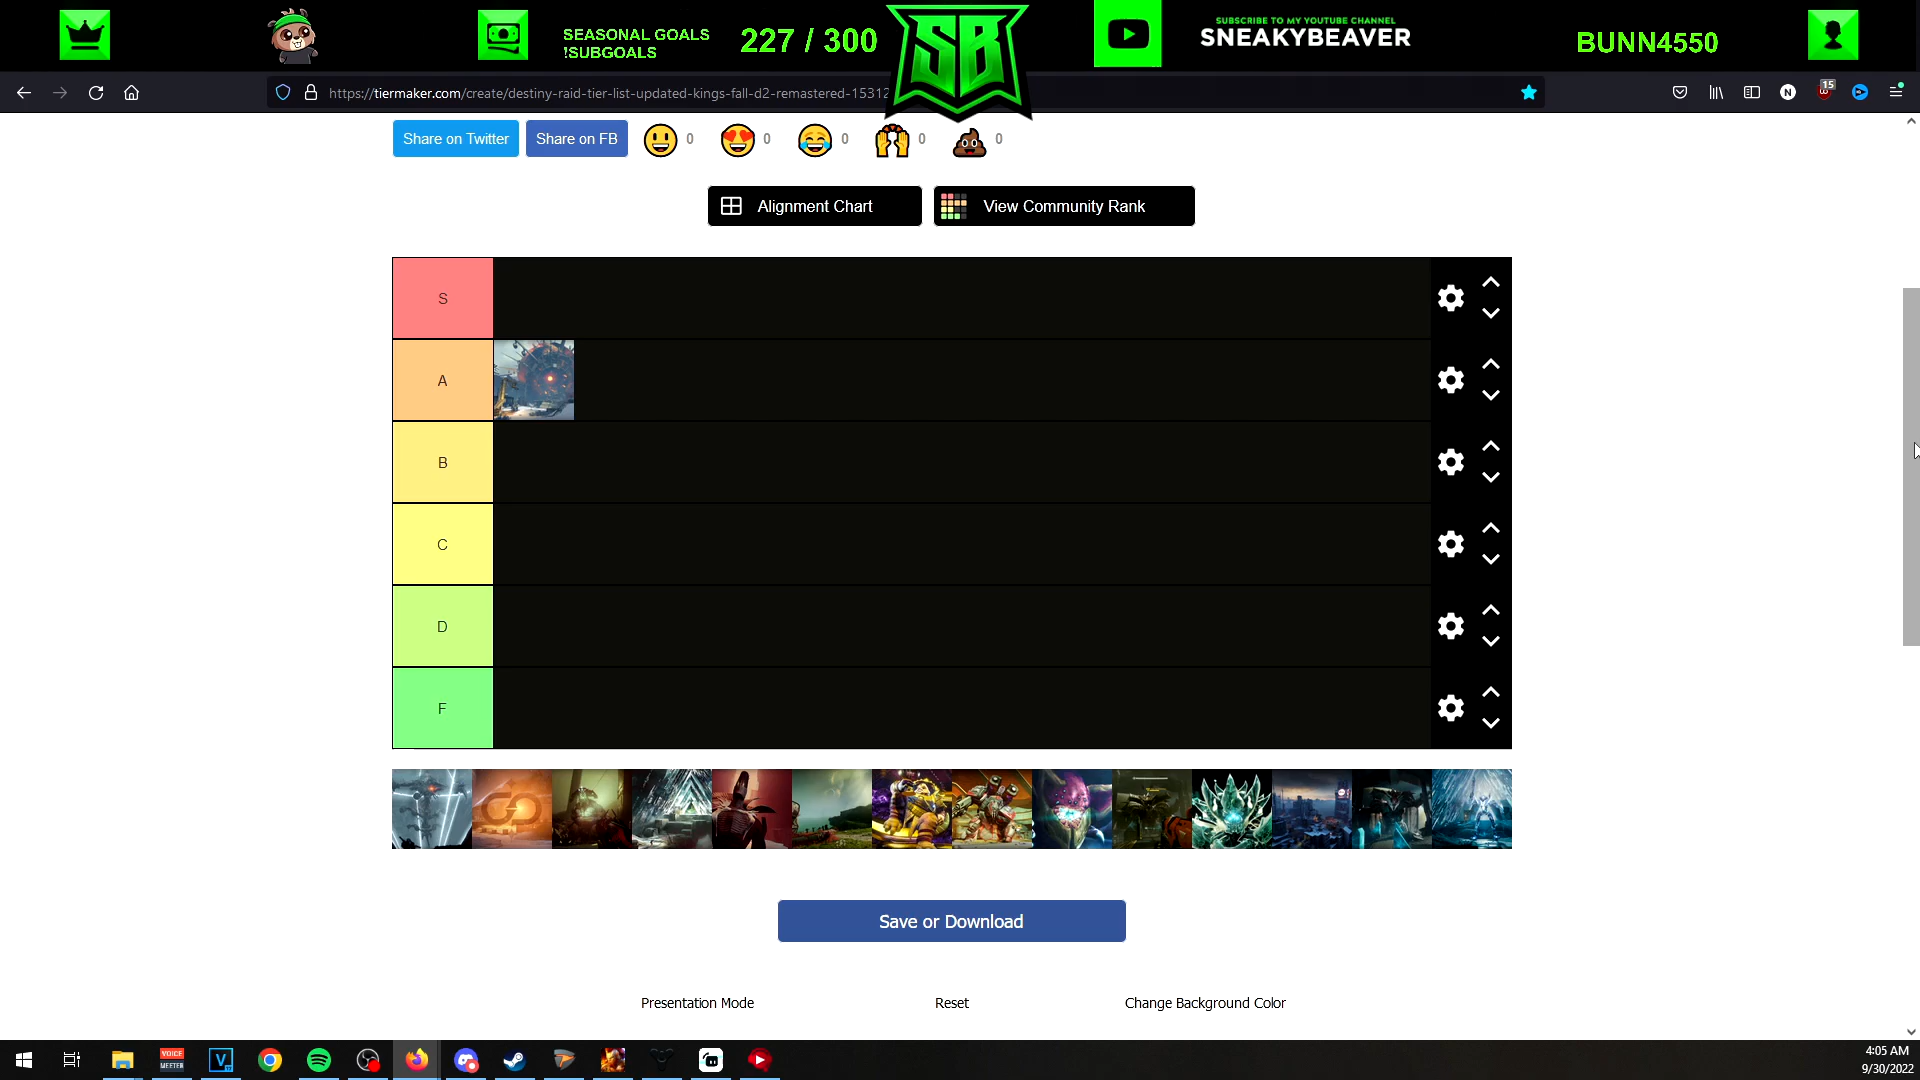 SEASONAL GOALS
!SUBGOALS
227 / 300
SB
SUBSCRIBE TO MY YOUTUBE CHANNEL
SNEAKYBEAVER
BUNN4550
https://tiermaker.com/create/destiny-raid-tier-list-updated-kings-fall-d2-remastered-15312
N
15
Share on Twitter
Share on FB
0
0
0
0
0
Alignment Chart
View Community Rank
S
A
B
C
D
F
Save or Download
Presentation Mode
Reset
Change Background Color
VOICE
MEETER
V
4:05 AM
9/30/2022